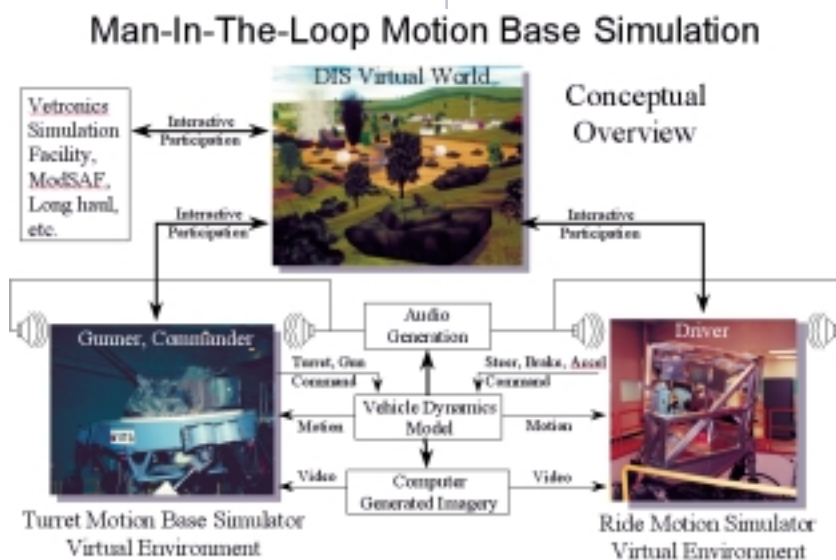 Man-In-The-Loop Motion Base Simulation
DIS Virtual World
Conceptual
Overview
Vetronics
Simulation
Facility,
ModSAF,
Long haul,
etc.
Interactive
Participation
Interactive
Participation
Interactive
Participation
Audio
Generation
Gunner, Commander
Driver
Turret, Gun
Command
Steer, Brake, Accel
Command
Vehicle Dynamics
Model
Motion
Motion
Computer
Generated Imagery
Video
Video
Turret Motion Base Simulator
Virtual Environment
Ride Motion Simulator
Virtual Environment